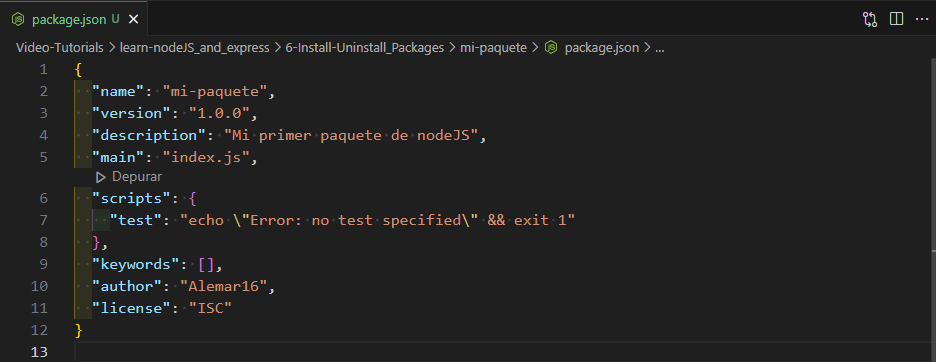 package.json U
Video-Tutorials > learn-nodeJS_and_express > 6-Install-Uninstall_Packages > mi-paquete > package.json > ...
1 {
2 "name": "mi-paquete",
3 "version": "1.0.0",
4 "description": "Mi primer paquete de nodeJS",
5 "main": "index.js",
Depurar
6 "scripts": {
7 "test": "echo \"Error: no test specified\" && exit 1"
8 },
9 "keywords": [],
10 "author": "Alemar16",
11 "license": "ISC"
12 }
13